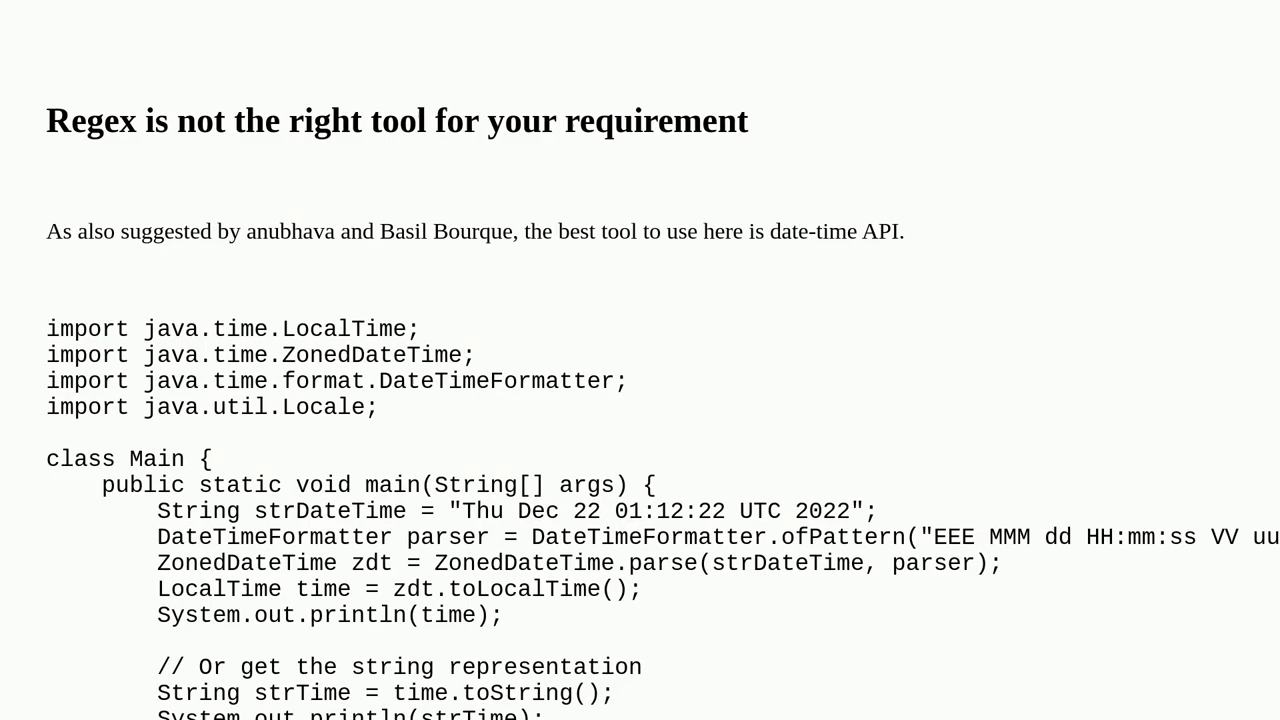 Regex is not the right tool for your requirement
As also suggested by anubhava and Basil Bourque, the best tool to use here is date-time API.
import java.time.LocalTime;
import java.time.ZonedDateTime;
import java.time.format.DateTimeFormatter;
import java.util.Locale;
class Main {
    public static void main(String[] args) {
        String strDateTime = "Thu Dec 22 01:12:22 UTC 2022";
        DateTimeFormatter parser = DateTimeFormatter.ofPattern("EEE MMM dd HH:mm:ss VV uu
        ZonedDateTime zdt = ZonedDateTime.parse(strDateTime, parser);
        LocalTime time = zdt.toLocalTime();
        System.out.println(time);
        // Or get the string representation
        String strTime = time.toString();
        System.out.println(strTime);